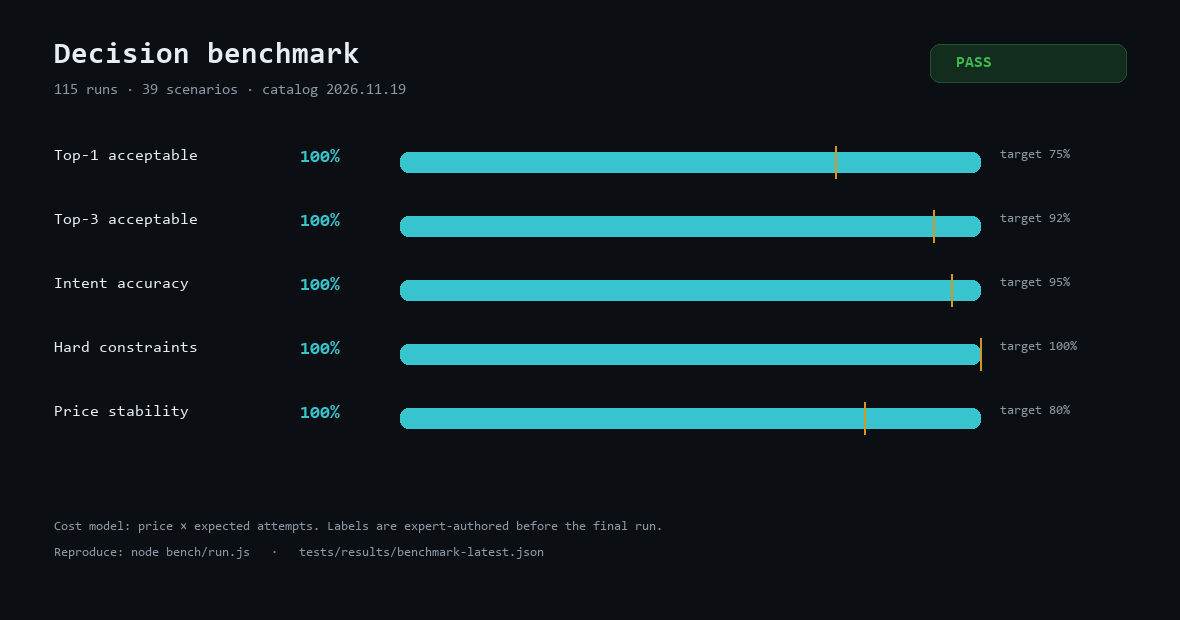 Decision benchmark
PASS
115 runs · 39 scenarios · catalog 2026.11.19
Top-1 acceptable 100% target 75%
Top-3 acceptable 100% target 92%
Intent accuracy 100% target 95%
Hard constraints 100% target 100%
Price stability 100% target 80%
Cost model: price × expected attempts. Labels are expert-authored before the final run.
Reproduce: node bench/run.js · tests/results/benchmark-latest.json